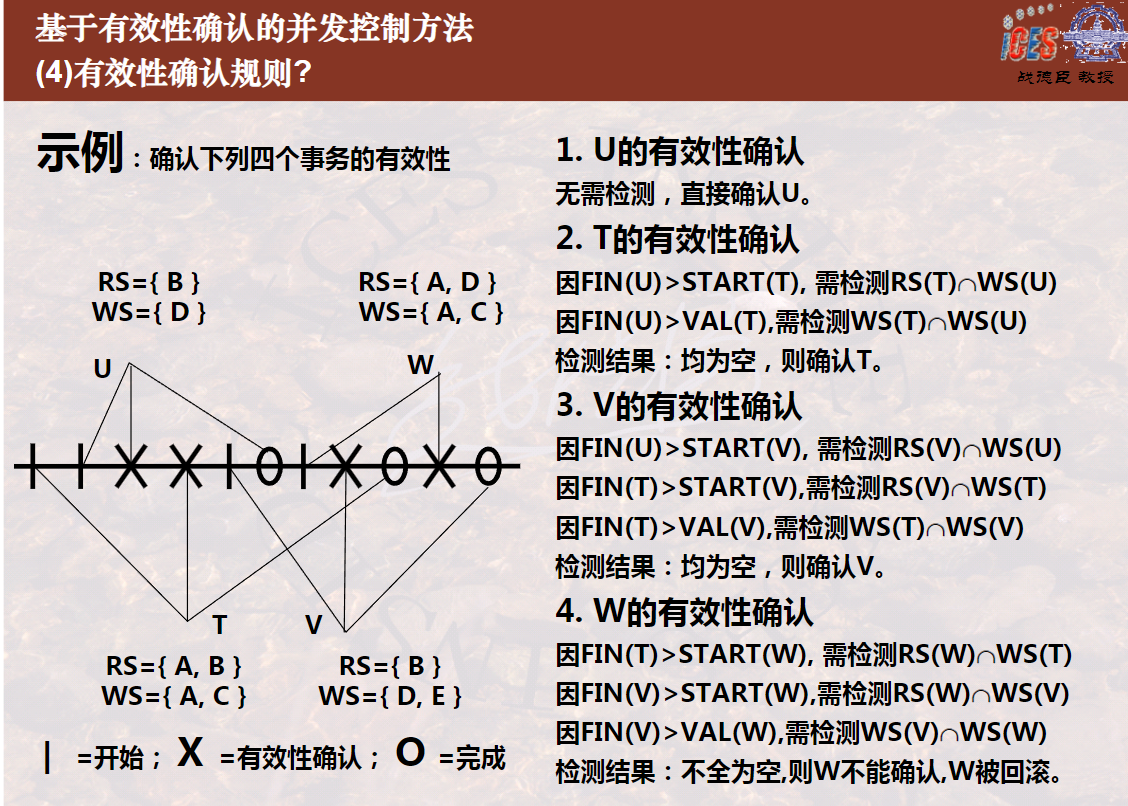 基于有效性确认的并发控制方法
(4)有效性确认规则?
iCES
战德臣 教授
示例：确认下列四个事务的有效性
RS={ B }
WS={ D }
RS={ A, D }
WS={ A, C }
U
W
T
V
RS={ A, B }
WS={ A, C }
RS={ B }
WS={ D, E }
| =开始； X =有效性确认； O =完成
1. U的有效性确认
无需检测，直接确认U。
2. T的有效性确认
因FIN(U)>START(T), 需检测RS(T)∩WS(U)
因FIN(U)>VAL(T),需检测WS(T)∩WS(U)
检测结果：均为空，则确认T。
3. V的有效性确认
因FIN(U)>START(V), 需检测RS(V)∩WS(U)
因FIN(T)>START(V),需检测RS(V)∩WS(T)
因FIN(T)>VAL(V),需检测WS(T)∩WS(V)
检测结果：均为空，则确认V。
4. W的有效性确认
因FIN(T)>START(W), 需检测RS(W)∩WS(T)
因FIN(V)>START(W),需检测RS(W)∩WS(V)
因FIN(V)>VAL(W),需检测WS(V)∩WS(W)
检测结果：不全为空,则W不能确认,W被回滚。